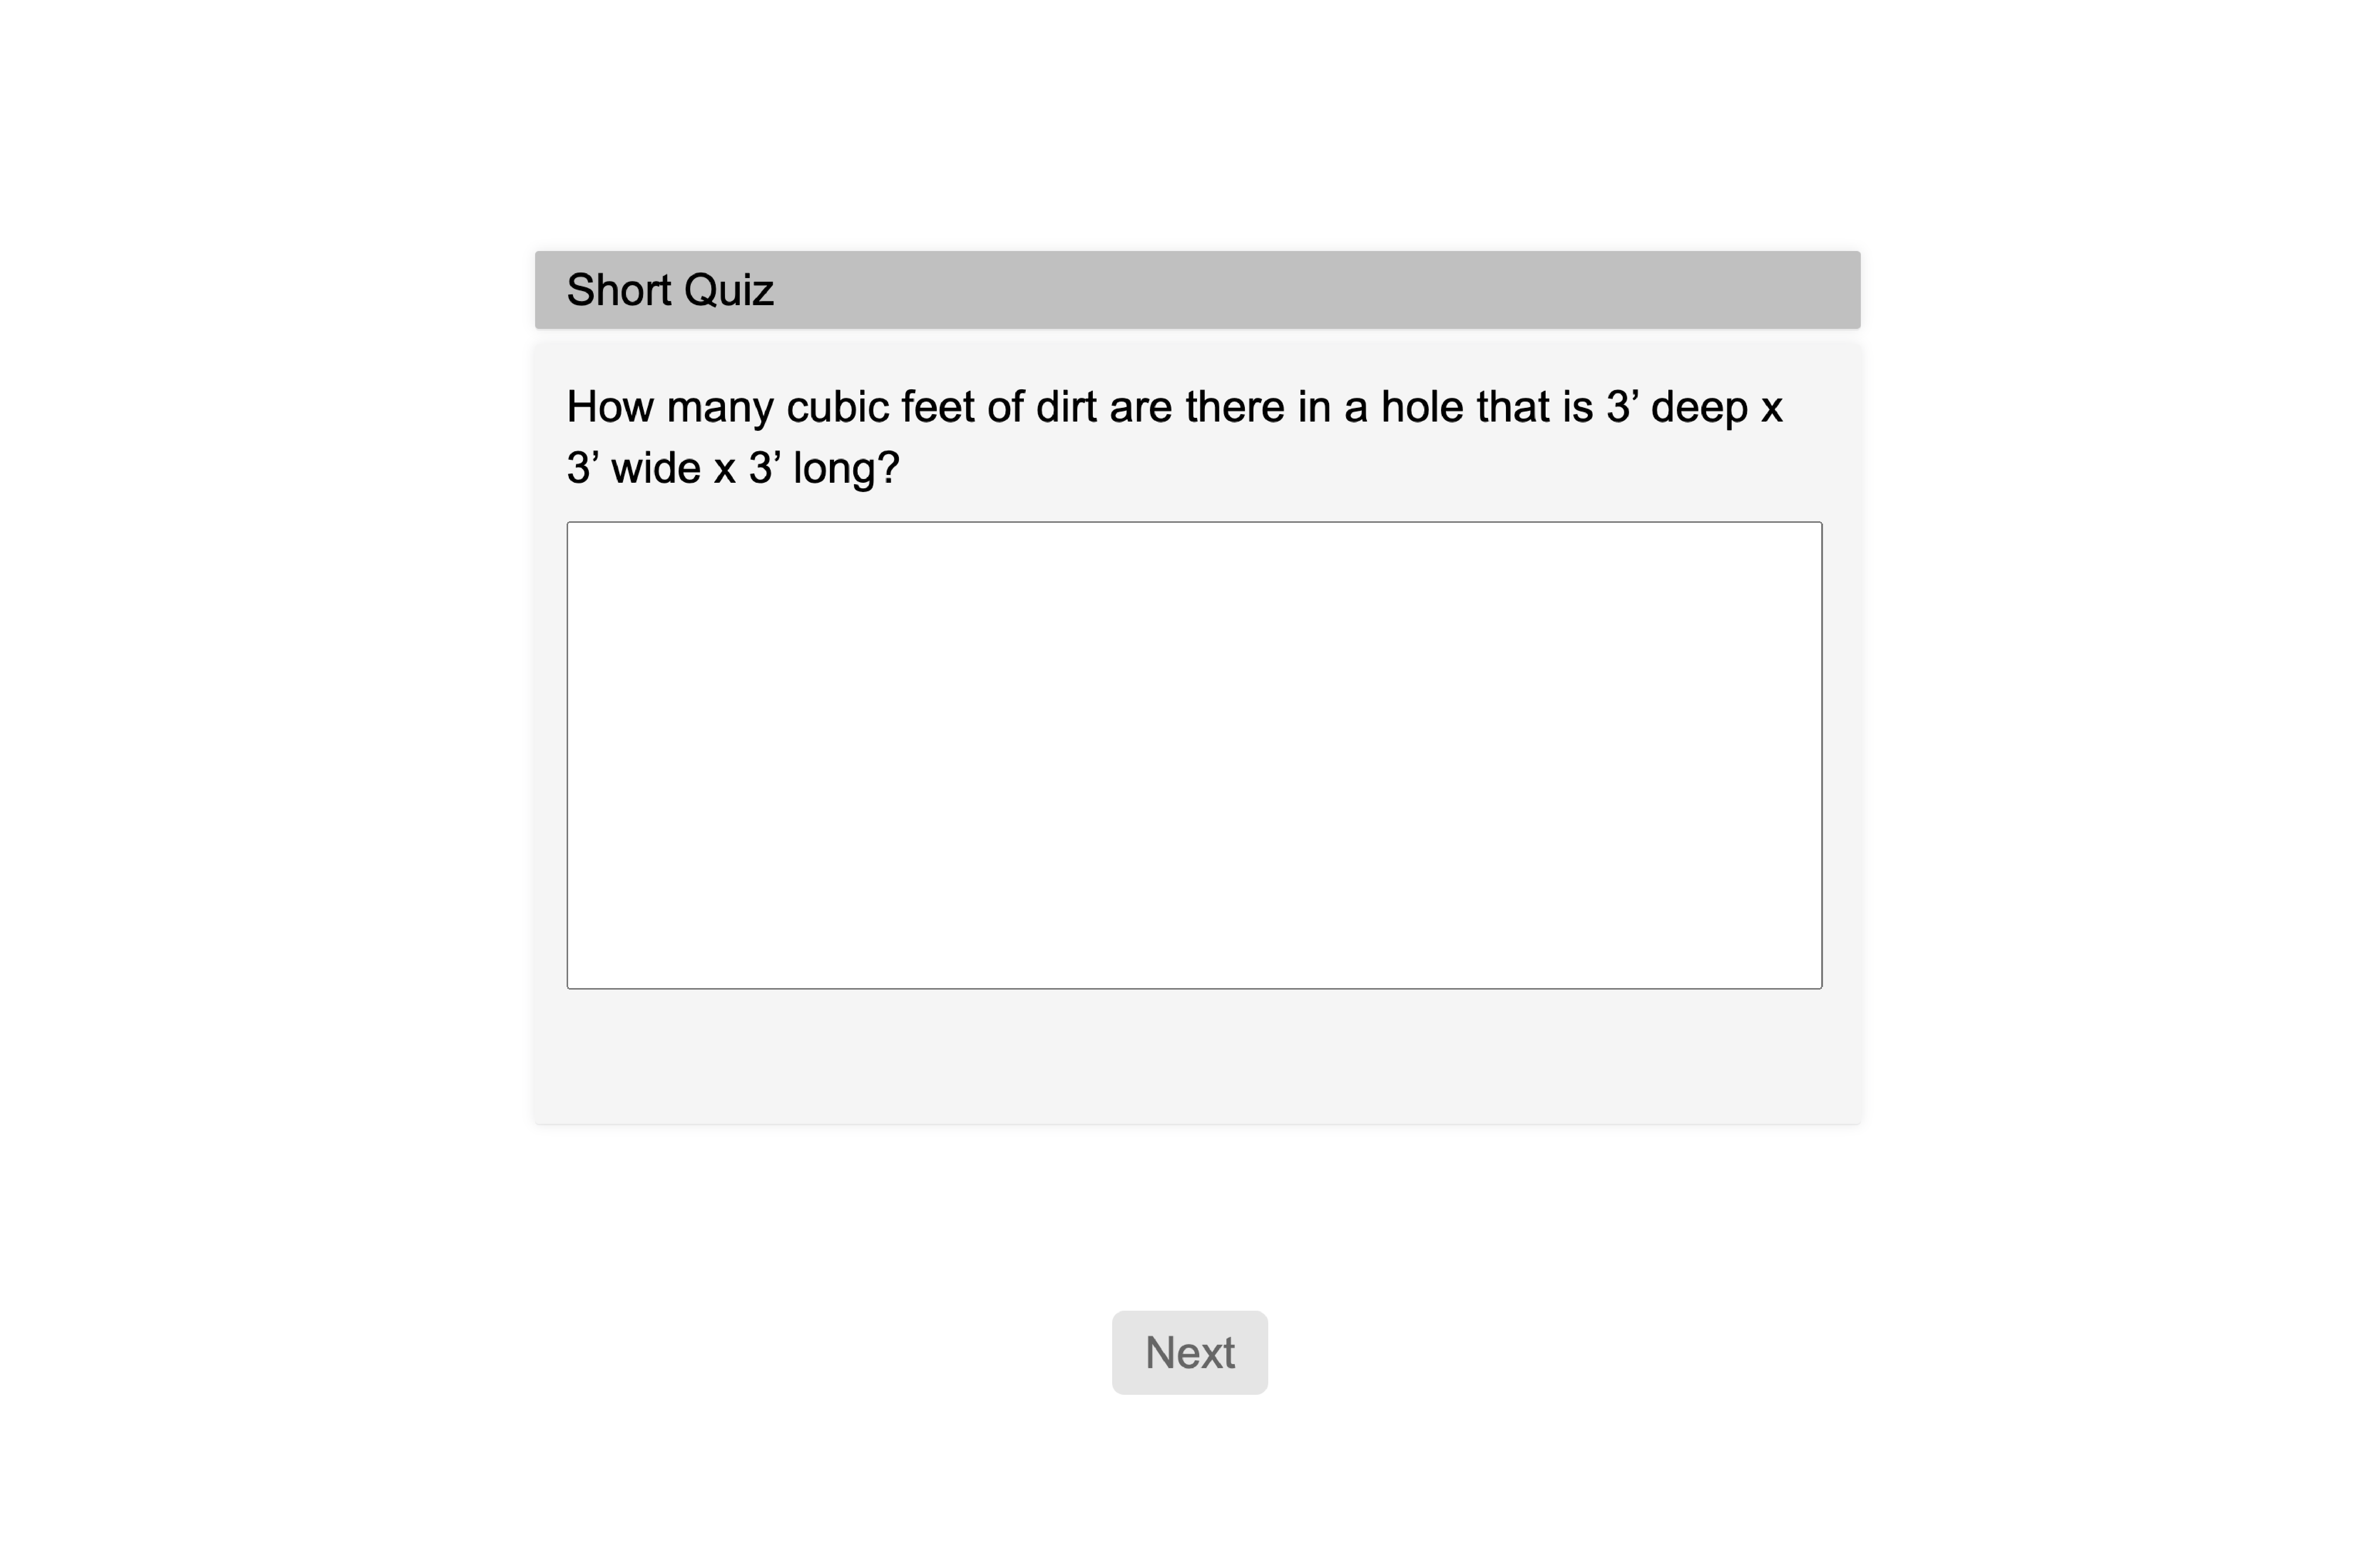 Short Quiz
How many cubic feet of dirt are there in a hole that is 3’ deep x
3’ wide x 3’ long?
Next